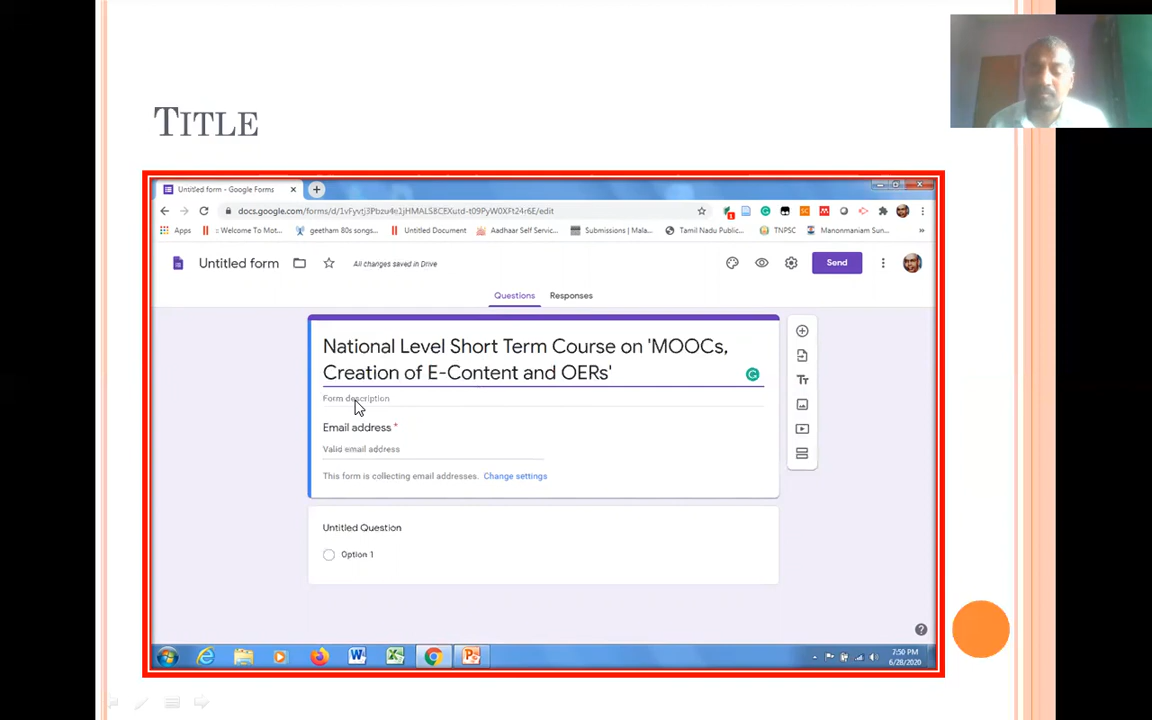 TITLE
Untitled form - Google Forms
docs.google.com/forms/d/1vFyvtj3Pbzu4e1jHMALS8CEXutd-t09PyW0XFt24r6E/edit
Apps :: Welcome To Mot... geetham 80s songs... Untitled Document Aadhaar Self Servic... Submissions | Mala... Tamil Nadu Public... TNPSC Manonmaniam Sun... »
Untitled form All changes saved in Drive Send
Questions Responses
National Level Short Term Course on 'MOOCs,
Creation of E-Content and OERs'
Form description
Email address *
Valid email address
This form is collecting email addresses. Change settings
Untitled Question
Option 1
7:50 PM
6/28/2020